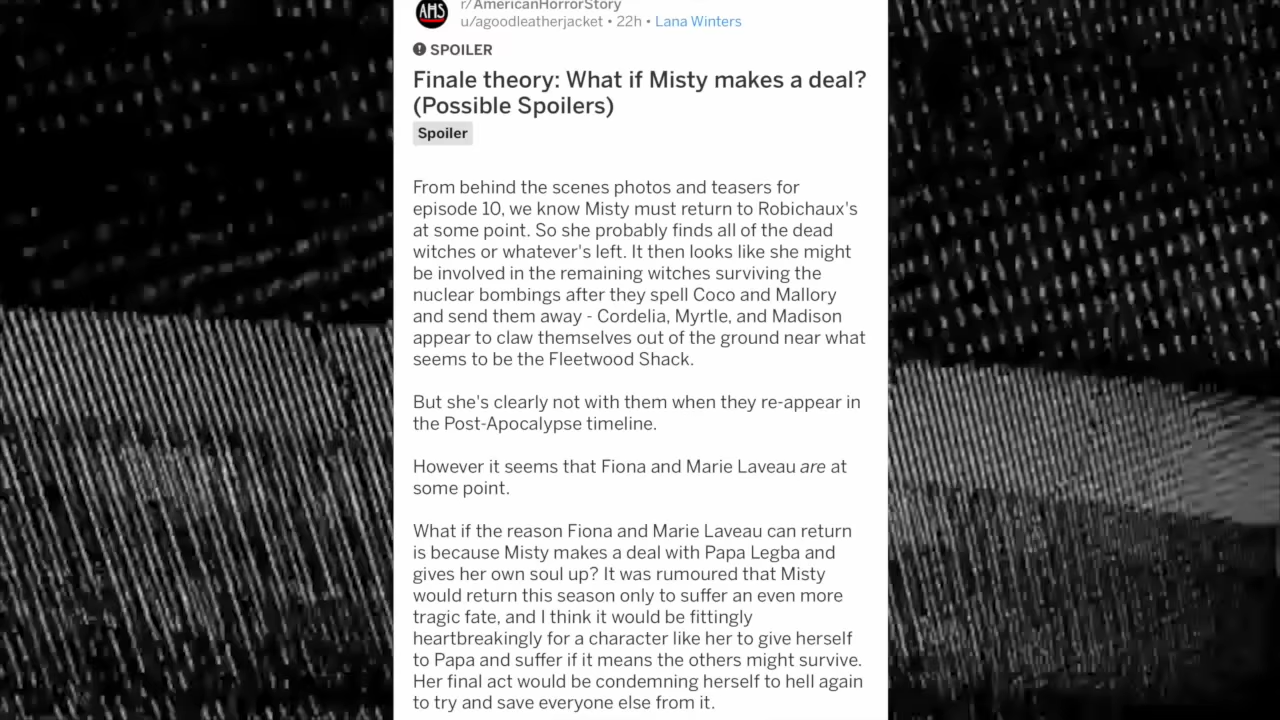 r/AmericanHorrorStory
AHS
u/agoodleatherjacket • 22h • Lana Winters
SPOILER
Finale theory: What if Misty makes a deal?
(Possible Spoilers)
Spoiler
From behind the scenes photos and teasers for
episode 10, we know Misty must return to Robichaux's
at some point. So she probably finds all of the dead
witches or whatever's left. It then looks like she might
be involved in the remaining witches surviving the
nuclear bombings after they spell Coco and Mallory
and send them away - Cordelia, Myrtle, and Madison
appear to claw themselves out of the ground near what
seems to be the Fleetwood Shack.
But she's clearly not with them when they re-appear in
the Post-Apocalypse timeline.
However it seems that Fiona and Marie Laveau are at
some point.
What if the reason Fiona and Marie Laveau can return
is because Misty makes a deal with Papa Legba and
gives her own soul up? It was rumoured that Misty
would return this season only to suffer an even more
tragic fate, and I think it would be fittingly
heartbreakingly for a character like her to give herself
to Papa and suffer if it means the others might survive.
Her final act would be condemning herself to hell again
to try and save everyone else from it.